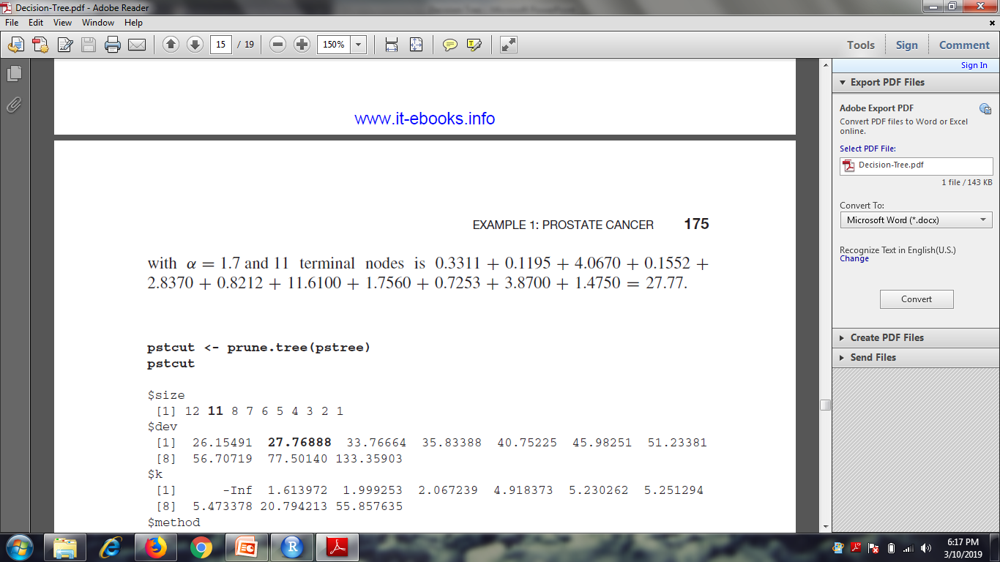 Decision-Tree.pdf - Adobe Reader
File Edit View Window Help
15 / 19 150% Tools Sign Comment
Sign In
Export PDF Files
Adobe Export PDF
Convert PDF files to Word or Excel
online.
Select PDF File:
Decision-Tree.pdf
1 file / 143 KB
Convert To:
Microsoft Word (*.docx)
Recognize Text in English(U.S.)
Change
Convert
Create PDF Files
Send Files
www.it-ebooks.info
EXAMPLE 1: PROSTATE CANCER 175
with α = 1.7 and 11 terminal nodes is 0.3311 + 0.1195 + 4.0670 + 0.1552 +
2.8370 + 0.8212 + 11.6100 + 1.7560 + 0.7253 + 3.8700 + 1.4750 = 27.77.
pstcut <- prune.tree(pstree)
pstcut
$size
[1] 12 11 8 7 6 5 4 3 2 1
$dev
[1] 26.15491 27.76888 33.76664 35.83388 40.75225 45.98251 51.23381
[8] 56.70719 77.50140 133.35903
$k
[1] -Inf 1.613972 1.999253 2.067239 4.918373 5.230262 5.251294
[8] 5.473378 20.794213 55.857635
$method
6:17 PM
3/10/2019